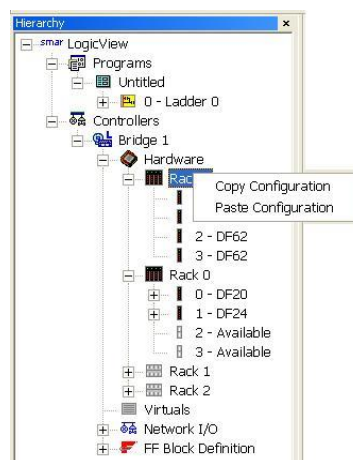 Hierarchy
smar LogicView
Programs
Untitled
0 - Ladder 0
Controllers
Bridge 1
Hardware
Copy Configuration
Paste Configuration
2 - DF62
3 - DF62
Rack 0
0 - DF20
1 - DF24
2 - Available
3 - Available
Rack 1
Rack 2
Virtuals
Network I/O
FF Block Definition